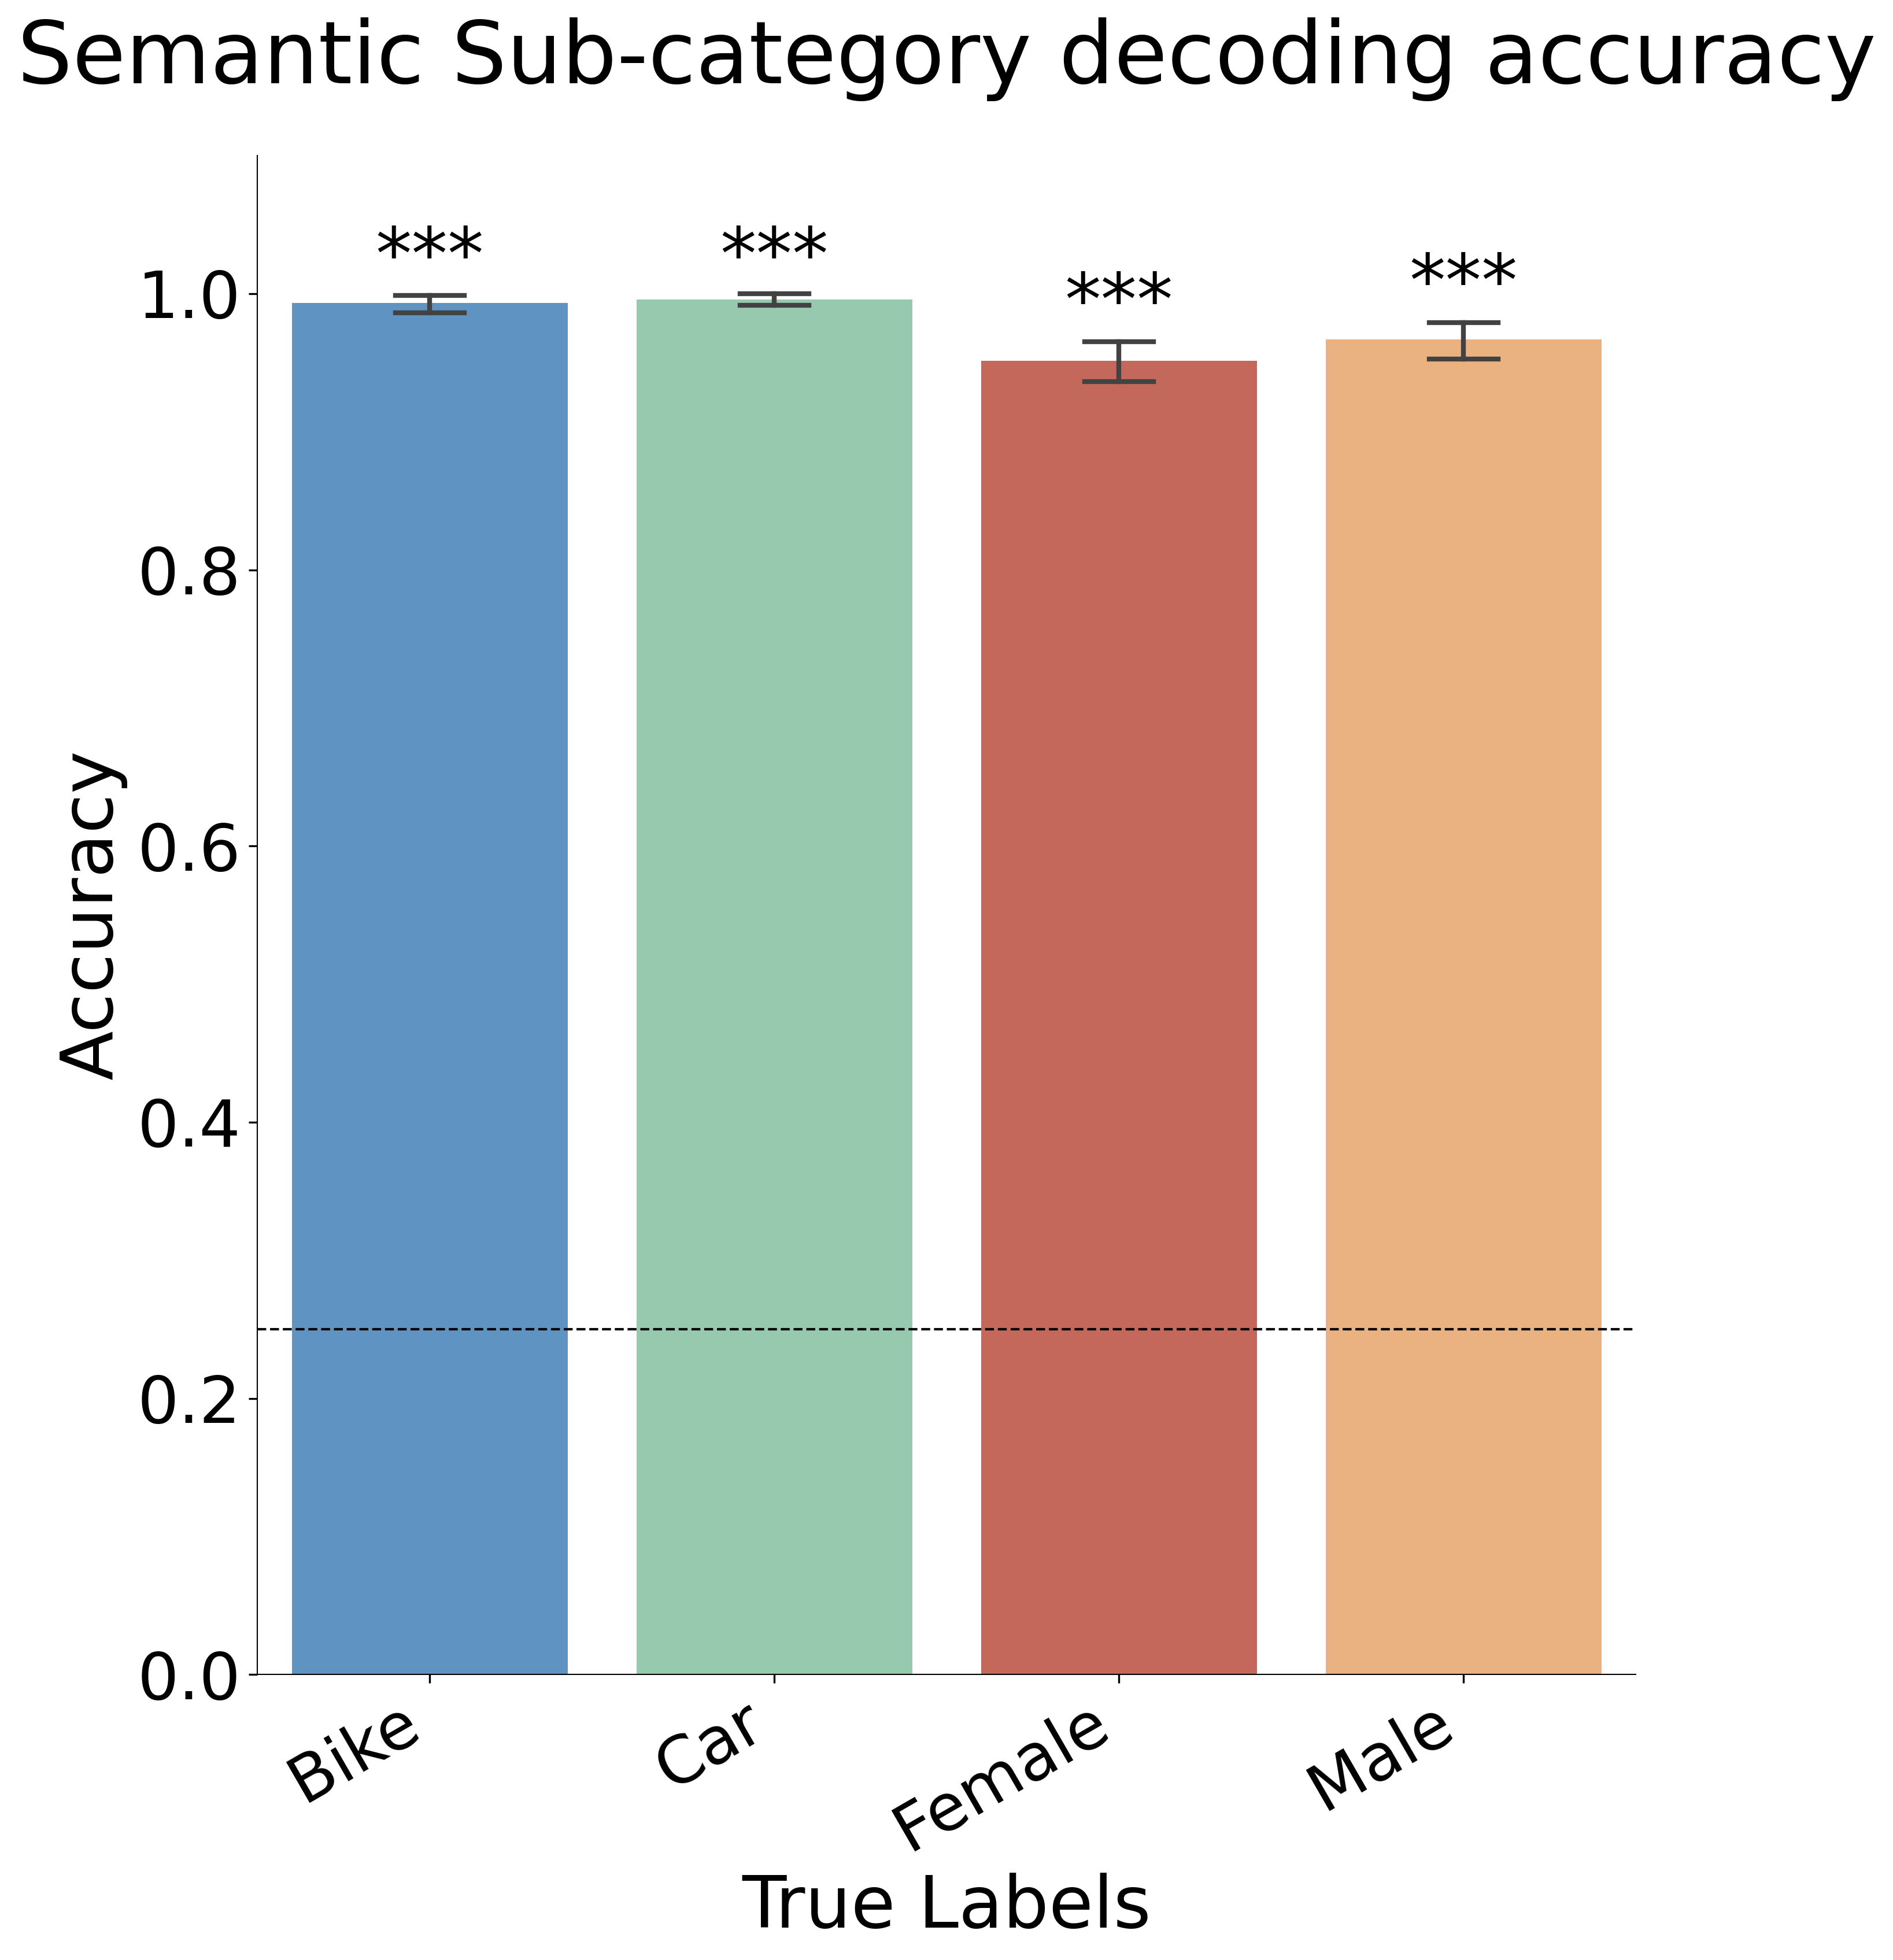 Semantic Sub-category decoding accuracy
*** *** *** ***
1.0
0.8
0.6
0.4
0.2
0.0
Accuracy
Bike Car Female Male
True Labels